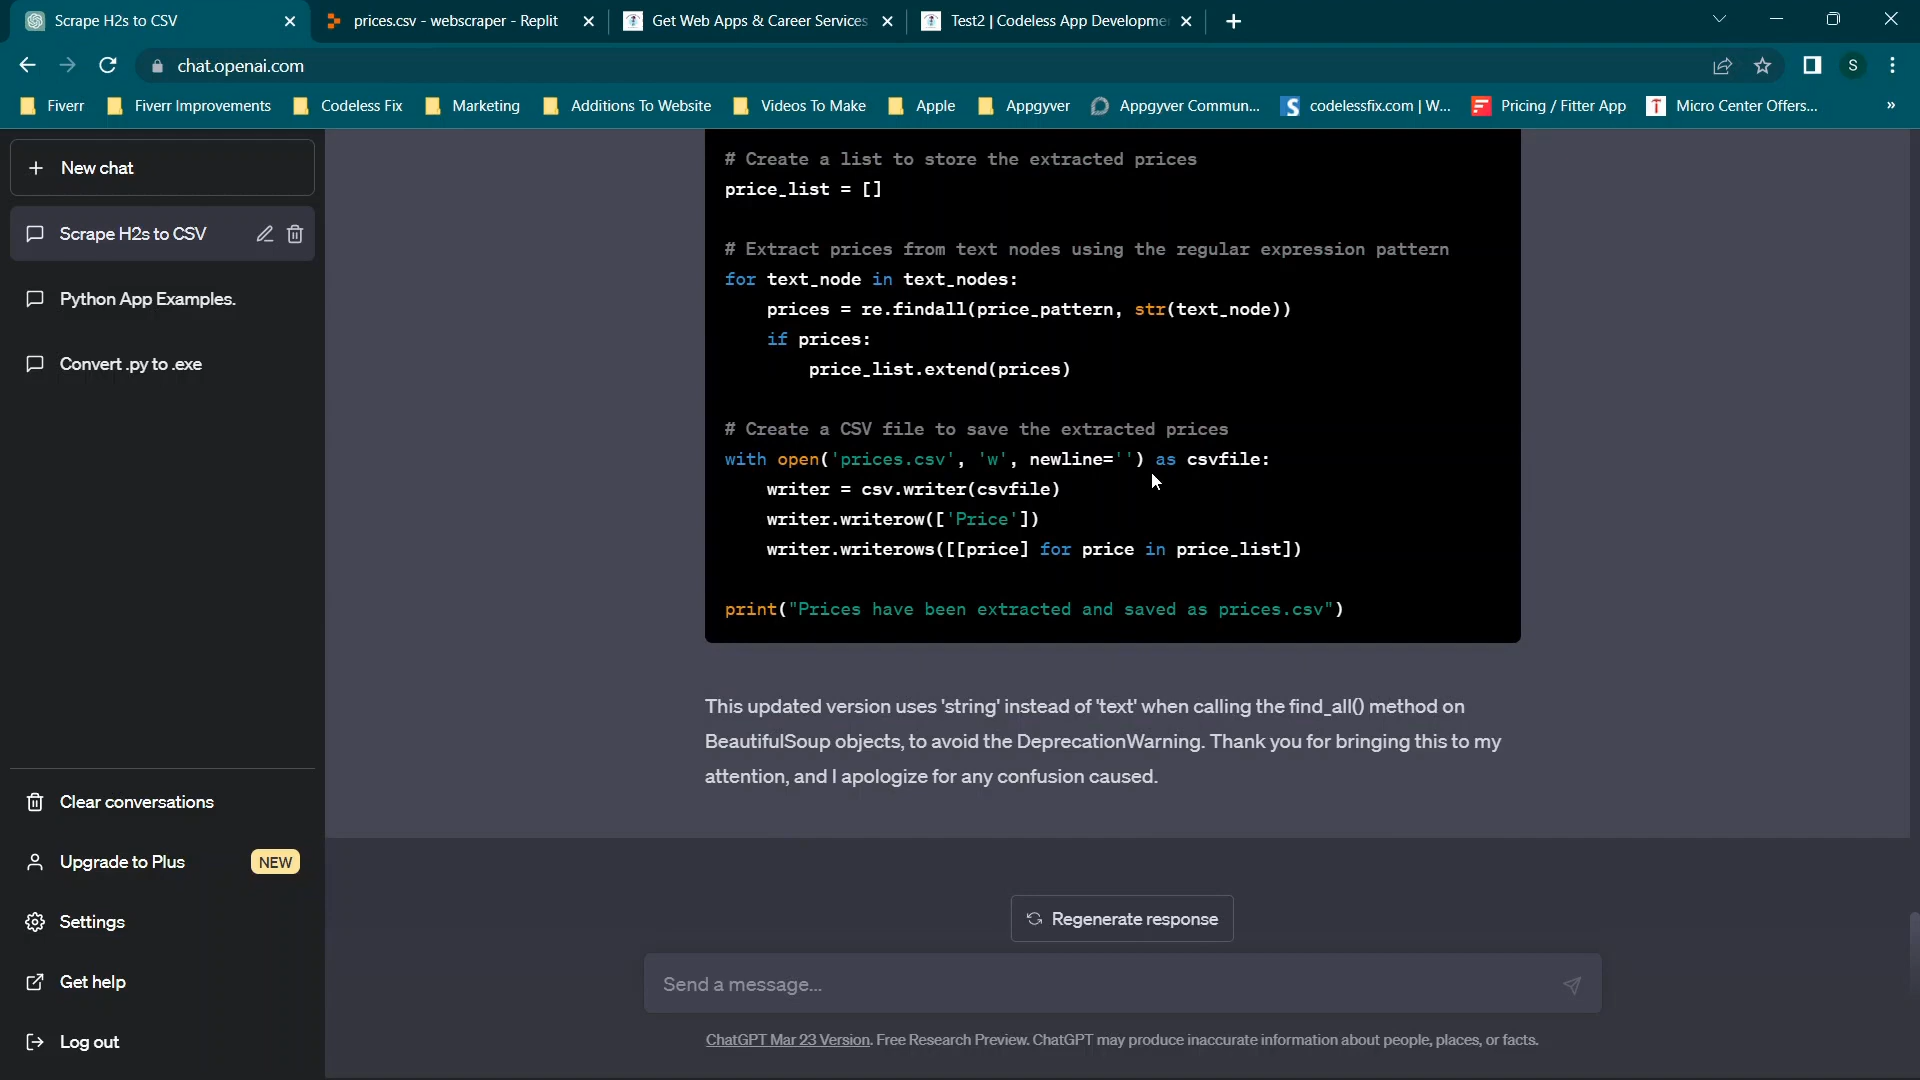 Scrape H2s to CSV
prices.csv - webscraper - Replit
Get Web Apps & Career Services
Test2 | Codeless App Developme
chat.openai.com
S
Fiverr
Fiverr Improvements
Codeless Fix
Marketing
Additions To Website
Videos To Make
Apple
Appgyver
Appgyver Commun...
codelessfix.com | W...
Pricing / Fitter App
Micro Center Offers...
»
+ New chat
Scrape H2s to CSV
Python App Examples.
Convert .py to .exe
Clear conversations
Upgrade to Plus
NEW
Settings
Get help
Log out
# Create a list to store the extracted prices
price_list = []
# Extract prices from text nodes using the regular expression pattern
for text_node in text_nodes:
    prices = re.findall(price_pattern, str(text_node))
    if prices:
        price_list.extend(prices)
# Create a CSV file to save the extracted prices
with open('prices.csv', 'w', newline='') as csvfile:
    writer = csv.writer(csvfile)
    writer.writerow(['Price'])
    writer.writerows([[price] for price in price_list])
print("Prices have been extracted and saved as prices.csv")
This updated version uses 'string' instead of 'text' when calling the find_all() method on
BeautifulSoup objects, to avoid the DeprecationWarning. Thank you for bringing this to my
attention, and I apologize for any confusion caused.
Regenerate response
Send a message...
ChatGPT Mar 23 Version. Free Research Preview. ChatGPT may produce inaccurate information about people, places, or facts.